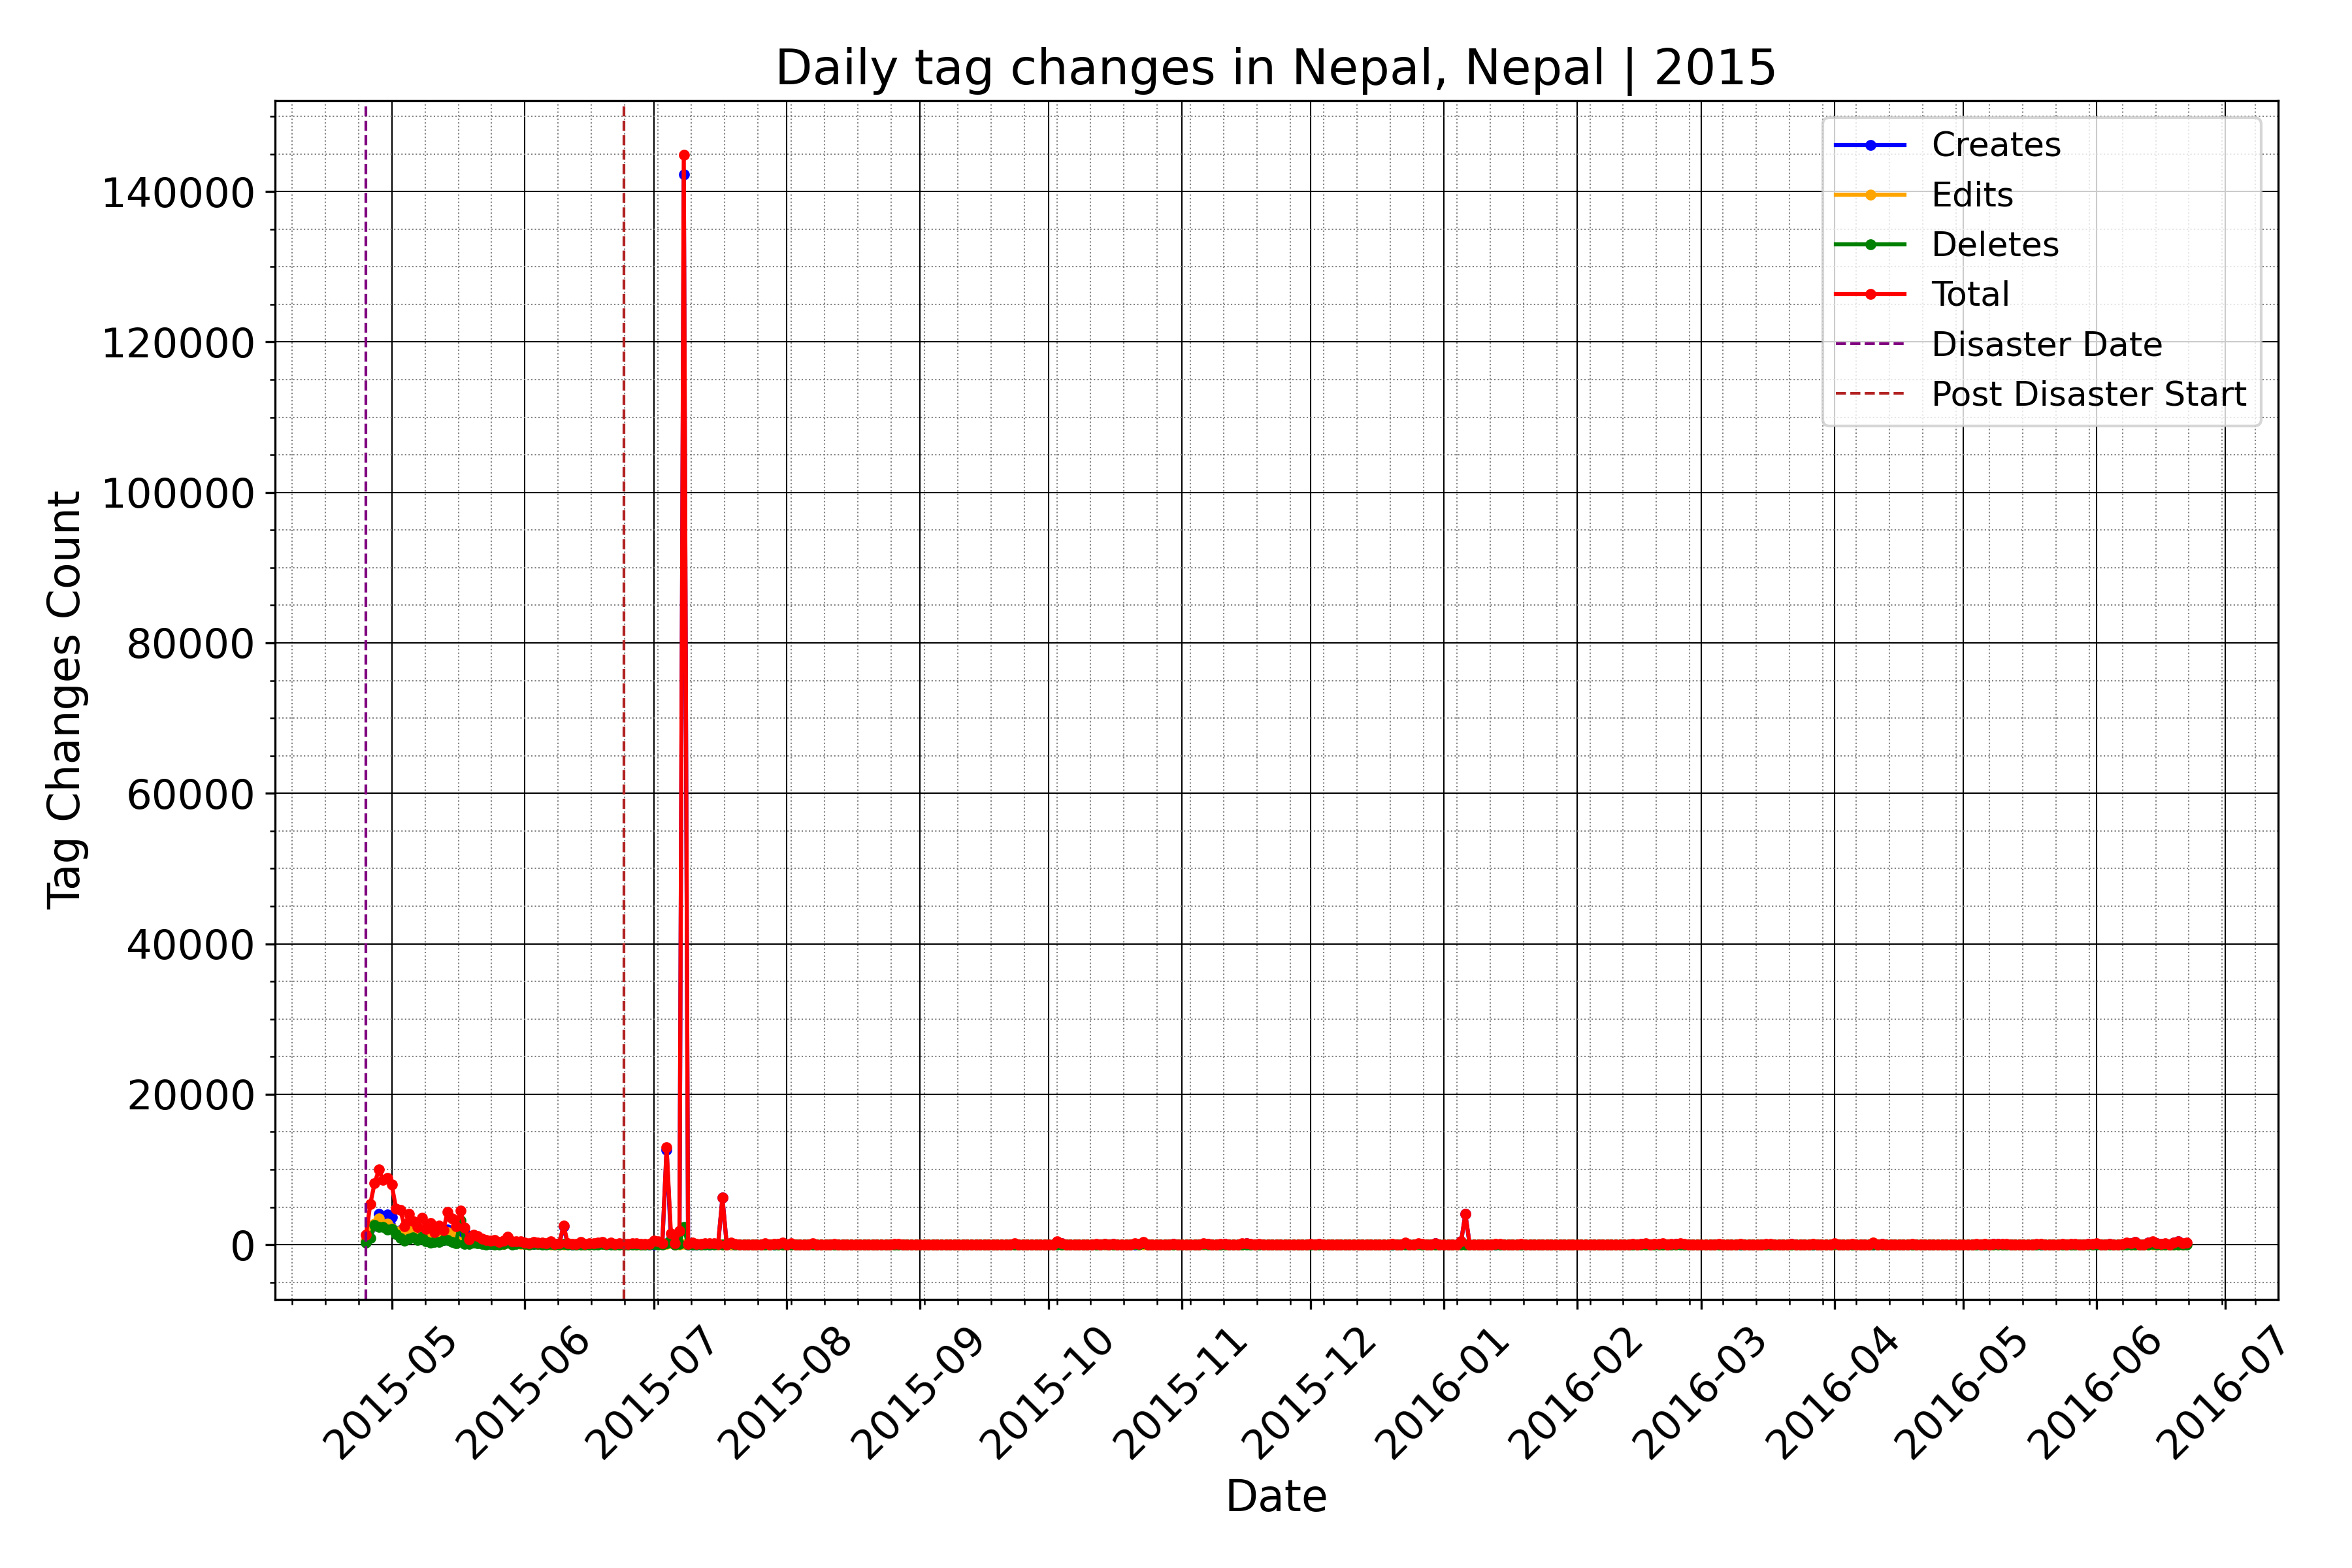 Daily tag changes in Nepal, Nepal | 2015
Creates
Edits
Deletes
Total
Disaster Date
Post Disaster Start
Tag Changes Count
140000
120000
100000
80000
60000
40000
20000
0
2015-05
2015-06
2015-07
2015-08
2015-09
2015-10
2015-11
2015-12
2016-01
2016-02
2016-03
2016-04
2016-05
2016-06
2016-07
Date